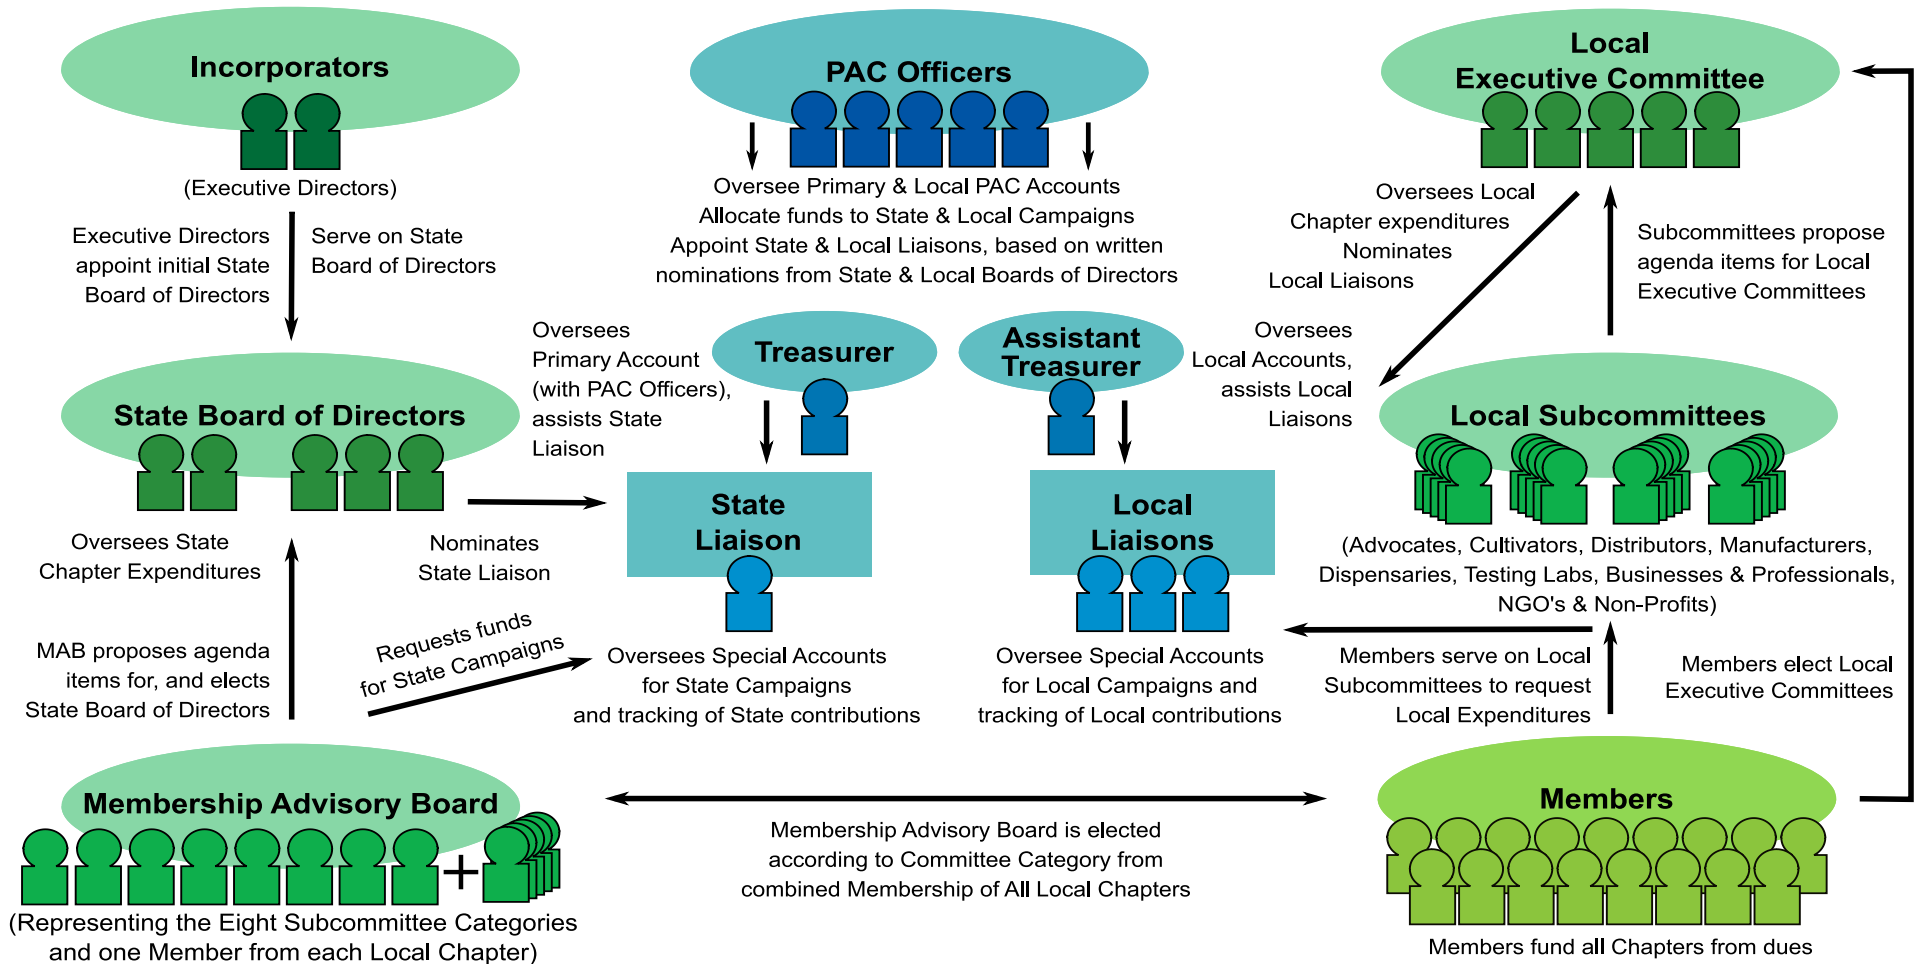 Incorporators
(Executive Directors)
Executive Directors
appoint initial State
Board of Directors
Serve on State
Board of Directors
PAC Officers
Oversee Primary & Local PAC Accounts
Allocate funds to State & Local Campaigns
Appoint State & Local Liaisons, based on written
nominations from State & Local Boards of Directors
Local
Executive Committee
Oversees Local
Chapter expenditures
Nominates
Local Liaisons
Subcommittees propose
agenda items for Local
Executive Committees
State Board of Directors
Oversees State
Chapter Expenditures
Nominates
State Liaison
Oversees
Primary Account
(with PAC Officers),
assists State
Liaison
Treasurer
Assistant
Treasurer
Oversees
Local Accounts,
assists Local
Liaisons
State
Liaison
Oversees Special Accounts
for State Campaigns
and tracking of State contributions
Local
Liaisons
Oversee Special Accounts
for Local Campaigns and
tracking of Local contributions
Local Subcommittees
(Advocates, Cultivators, Distributors, Manufacturers,
Dispensaries, Testing Labs, Businesses & Professionals,
NGO's & Non-Profits)
MAB proposes agenda
items for, and elects
State Board of Directors
Requests funds
for State Campaigns
Members serve on Local
Subcommittees to request
Local Expenditures
Members elect Local
Executive Committees
Membership Advisory Board
+
(Representing the Eight Subcommittee Categories
and one Member from each Local Chapter)
Membership Advisory Board is elected
according to Committee Category from
combined Membership of All Local Chapters
Members
Members fund all Chapters from dues